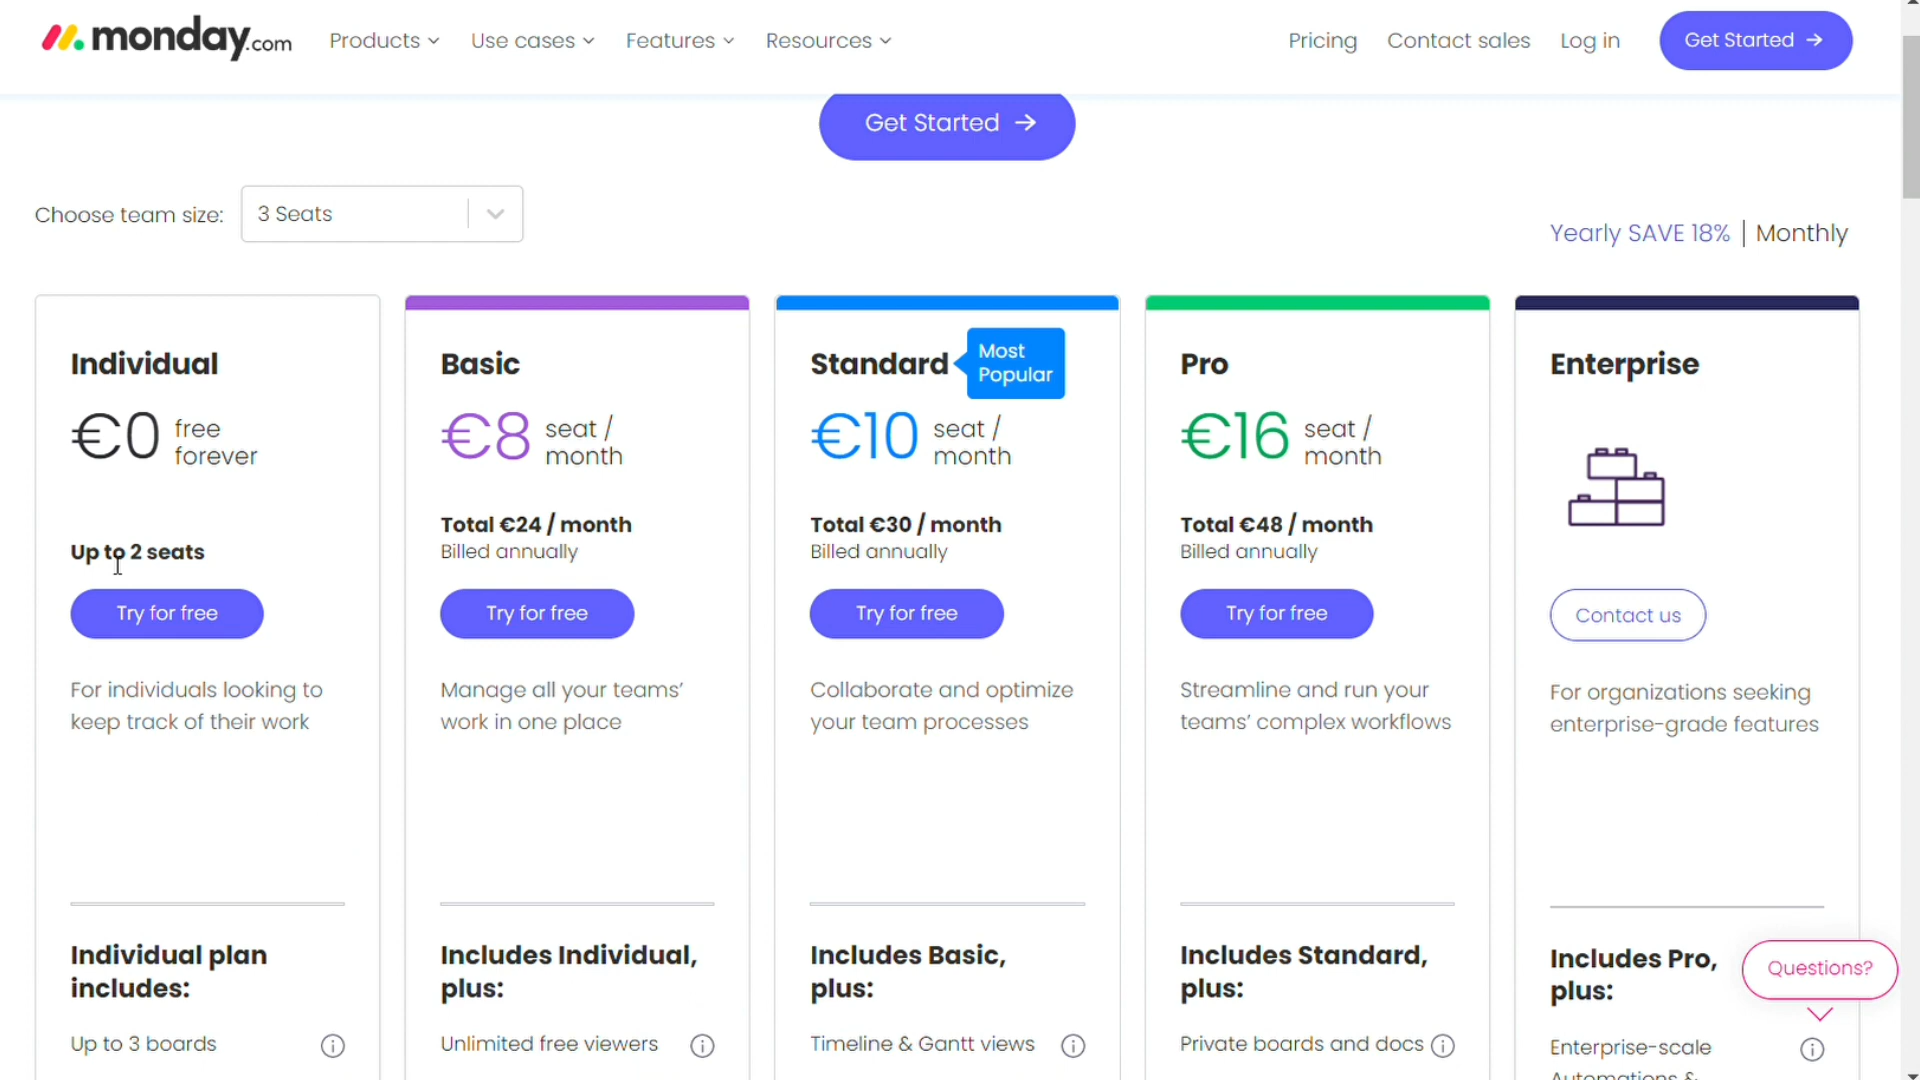 monday.com
Products
Use cases
Features
Resources
Pricing
Contact sales
Log in
Get Started →
Get Started →
Choose team size:
3 Seats
Yearly SAVE 18% | Monthly
Individual
€0 free
forever
Up to 2 seats
Try for free
For individuals looking to
keep track of their work
Individual plan
includes:
Up to 3 boards
Basic
€8 seat /
month
Total €24 / month
Billed annually
Try for free
Manage all your teams’
work in one place
Includes Individual,
plus:
Unlimited free viewers
Standard
Most
Popular
€10 seat /
month
Total €30 / month
Billed annually
Try for free
Collaborate and optimize
your team processes
Includes Basic,
plus:
Timeline & Gantt views
Pro
€16 seat /
month
Total €48 / month
Billed annually
Try for free
Streamline and run your
teams’ complex workflows
Includes Standard,
plus:
Private boards and docs
Enterprise
Contact us
For organizations seeking
enterprise-grade features
Includes Pro,
plus:
Enterprise-scale
Automations &
Questions?